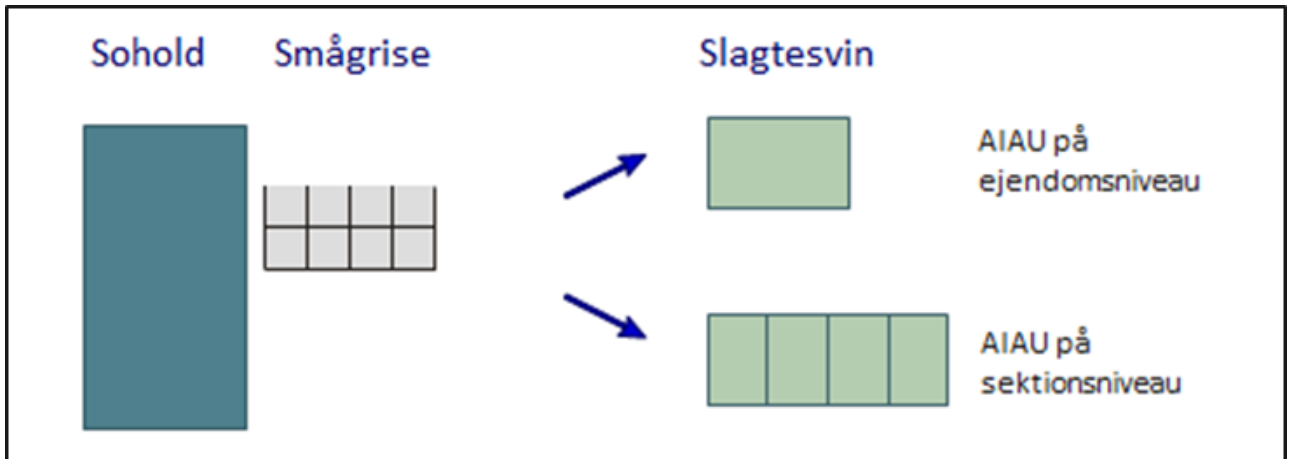 Sohold
Smågrise
Slagtesvin
AIAU på
ejendomsniveau
AIAU på
sektionsniveau